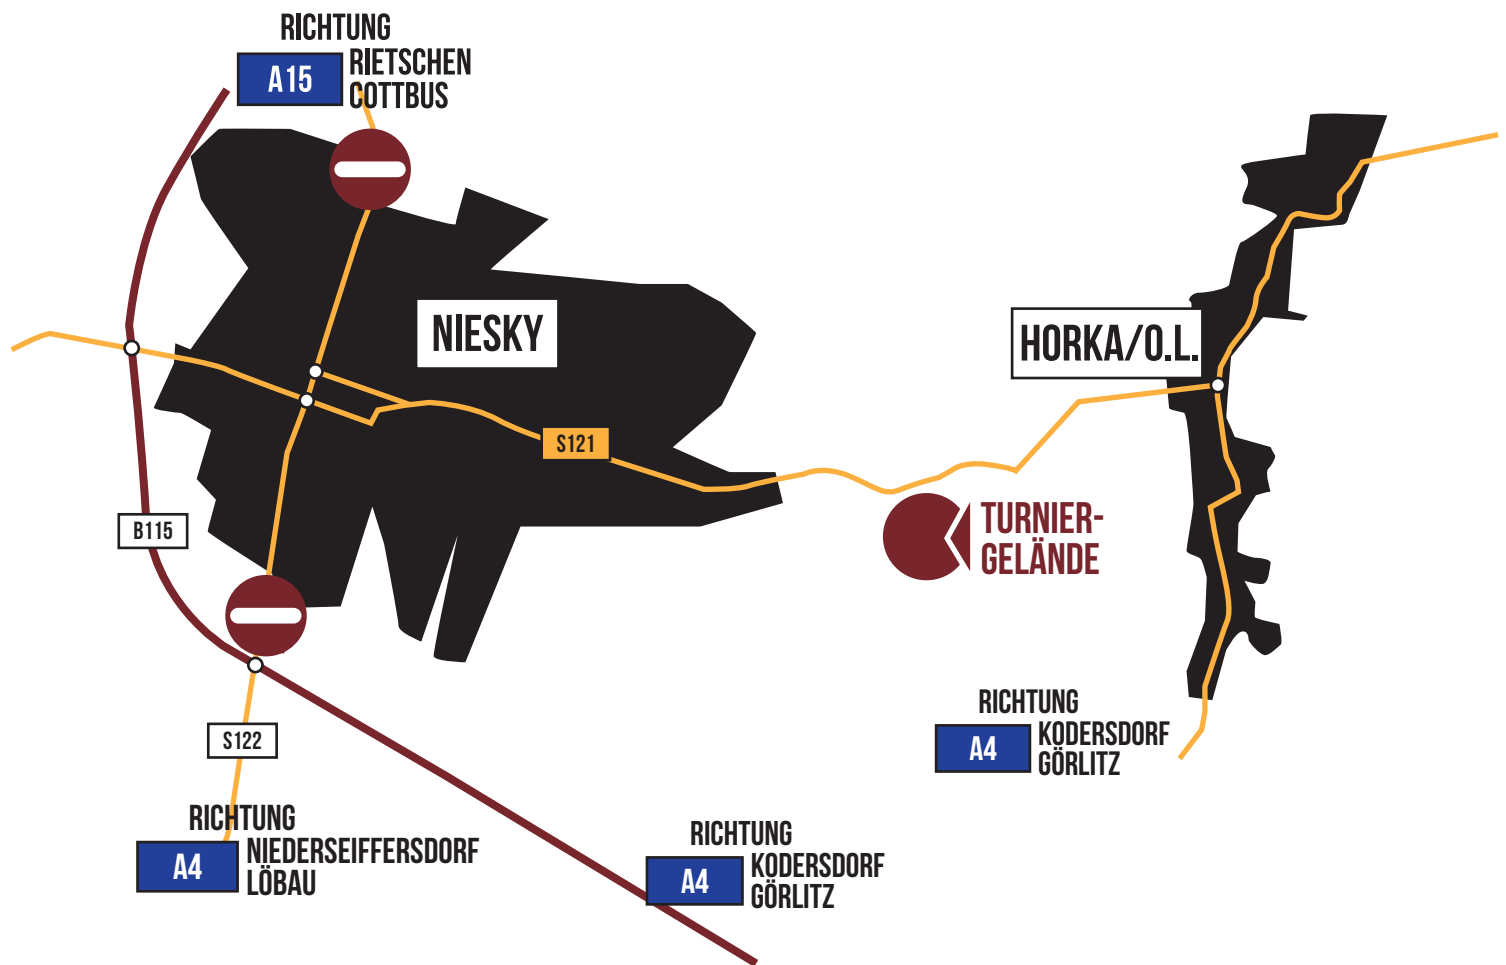 RICHTUNG
A15
RIETSCHEN
COTTBUS
NIESKY
HORKA/O.L.
S121
B115
TURNIER-
GELÄNDE
S122
RICHTUNG
A4
KODERSDORF
GÖRLITZ
RICHTUNG
A4
NIEDERSEIFFERSDORF
LÖBAU
RICHTUNG
A4
KODERSDORF
GÖRLITZ